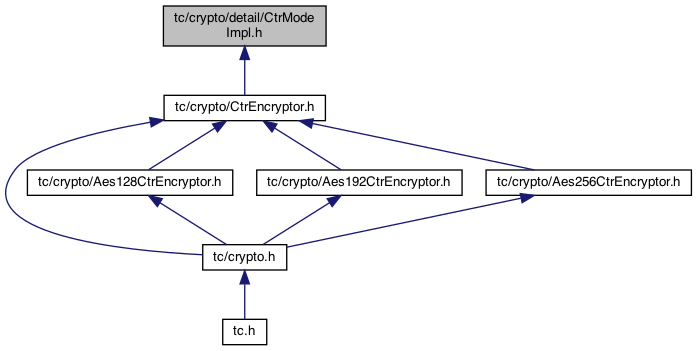 tc/crypto/detail/CtrMode
Impl.h
tc/crypto/CtrEncryptor.h
tc/crypto/Aes128CtrEncryptor.h
tc/crypto/Aes192CtrEncryptor.h
tc/crypto/Aes256CtrEncryptor.h
tc/crypto.h
tc.h